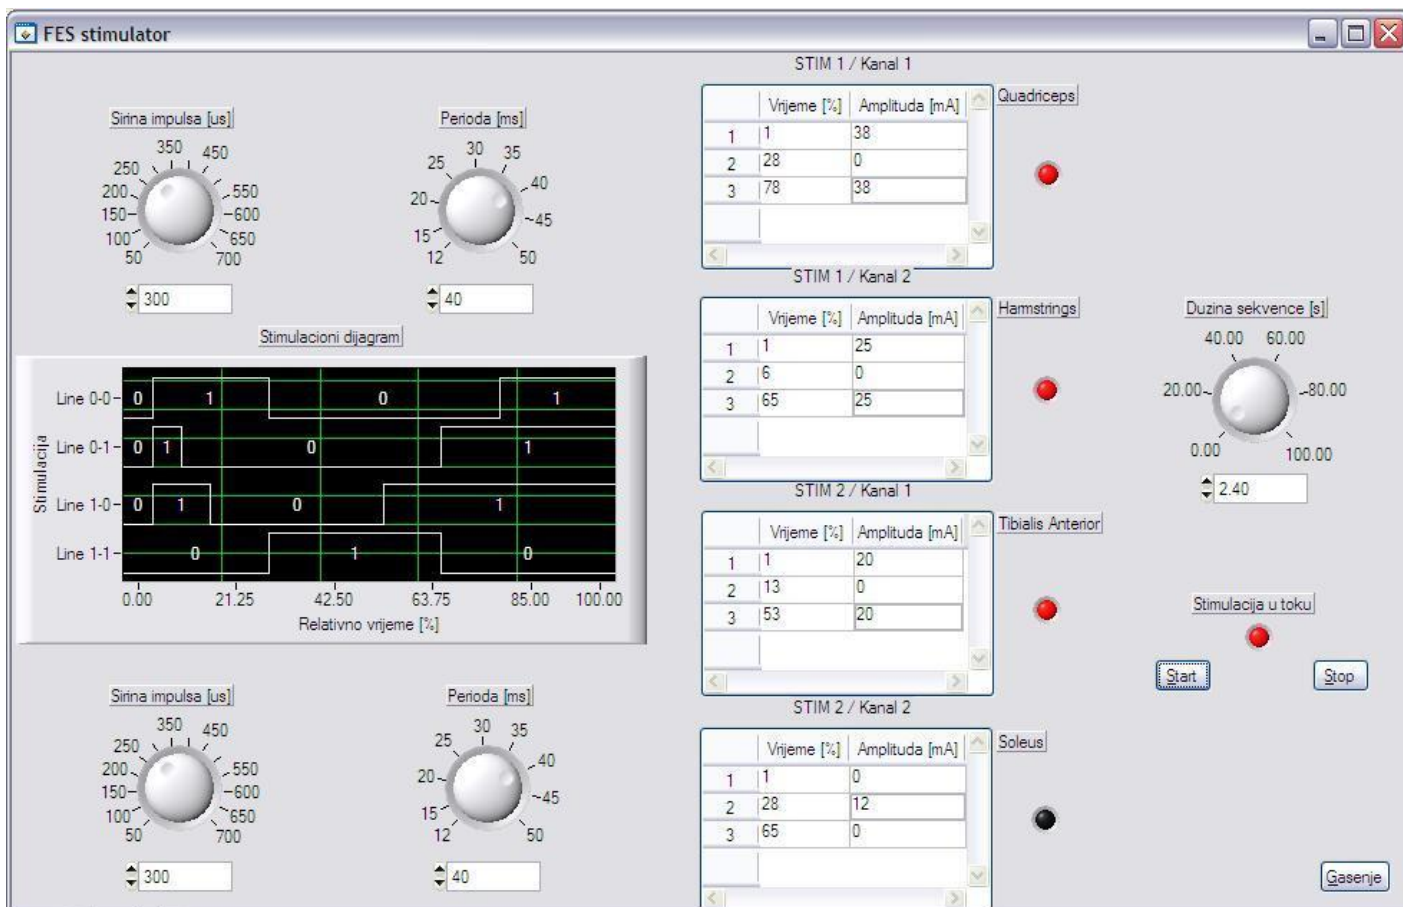 FES stimulator
Sirina impulsa [us]
50 100 150 200 250 350 450 550 600 650 700
300
Perioda [ms]
12 15 20 25 30 35 40 45 50
40
Stimulacioni dijagram
Stimulacija
Line 0-0 0 1 0 1
Line 0-1 0 1 0 1
Line 1-0 0 1 0 1
Line 1-1 0 1 0
0.00 21.25 42.50 63.75 85.00 100.00
Relativno vrijeme [%]
Sirina impulsa [us]
50 100 150 200 250 350 450 550 600 650 700
300
Perioda [ms]
12 15 20 25 30 35 40 45 50
40
STIM 1 / Kanal 1
Quadriceps
Vrijeme [%] Amplituda [mA]
1 1 38
2 28 0
3 78 38
STIM 1 / Kanal 2
Hamstrings
Vrijeme [%] Amplituda [mA]
1 1 25
2 6 0
3 65 25
STIM 2 / Kanal 1
Tibialis Anterior
Vrijeme [%] Amplituda [mA]
1 1 20
2 13 0
3 53 20
STIM 2 / Kanal 2
Soleus
Vrijeme [%] Amplituda [mA]
1 1 0
2 28 12
3 65 0
Duzina sekvence [s]
0.00 20.00 40.00 60.00 80.00 100.00
2.40
Stimulacija u toku
Start
Stop
Gasenje